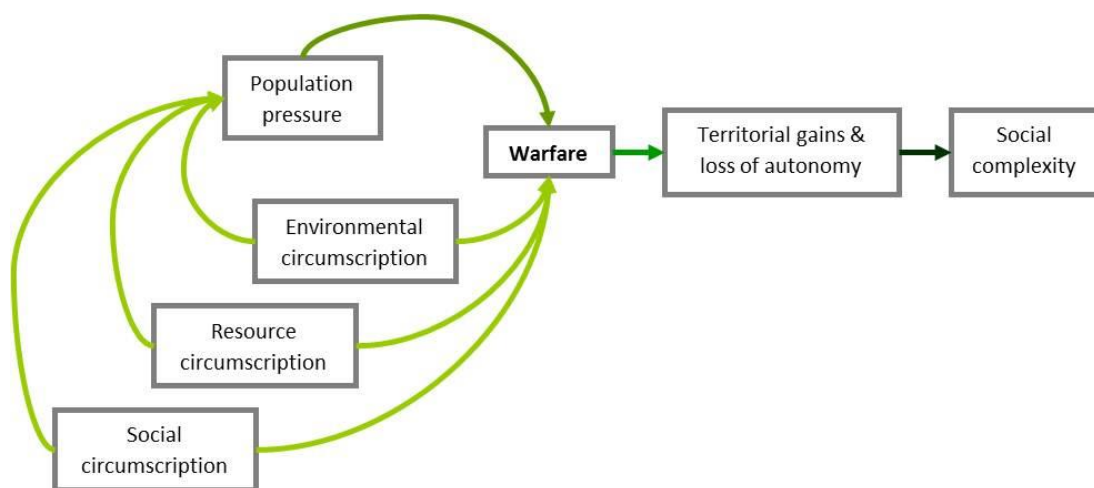 Population
pressure
Warfare
Territorial gains &
loss of autonomy
Social
complexity
Environmental
circumscription
Resource
circumscription
Social
circumscription